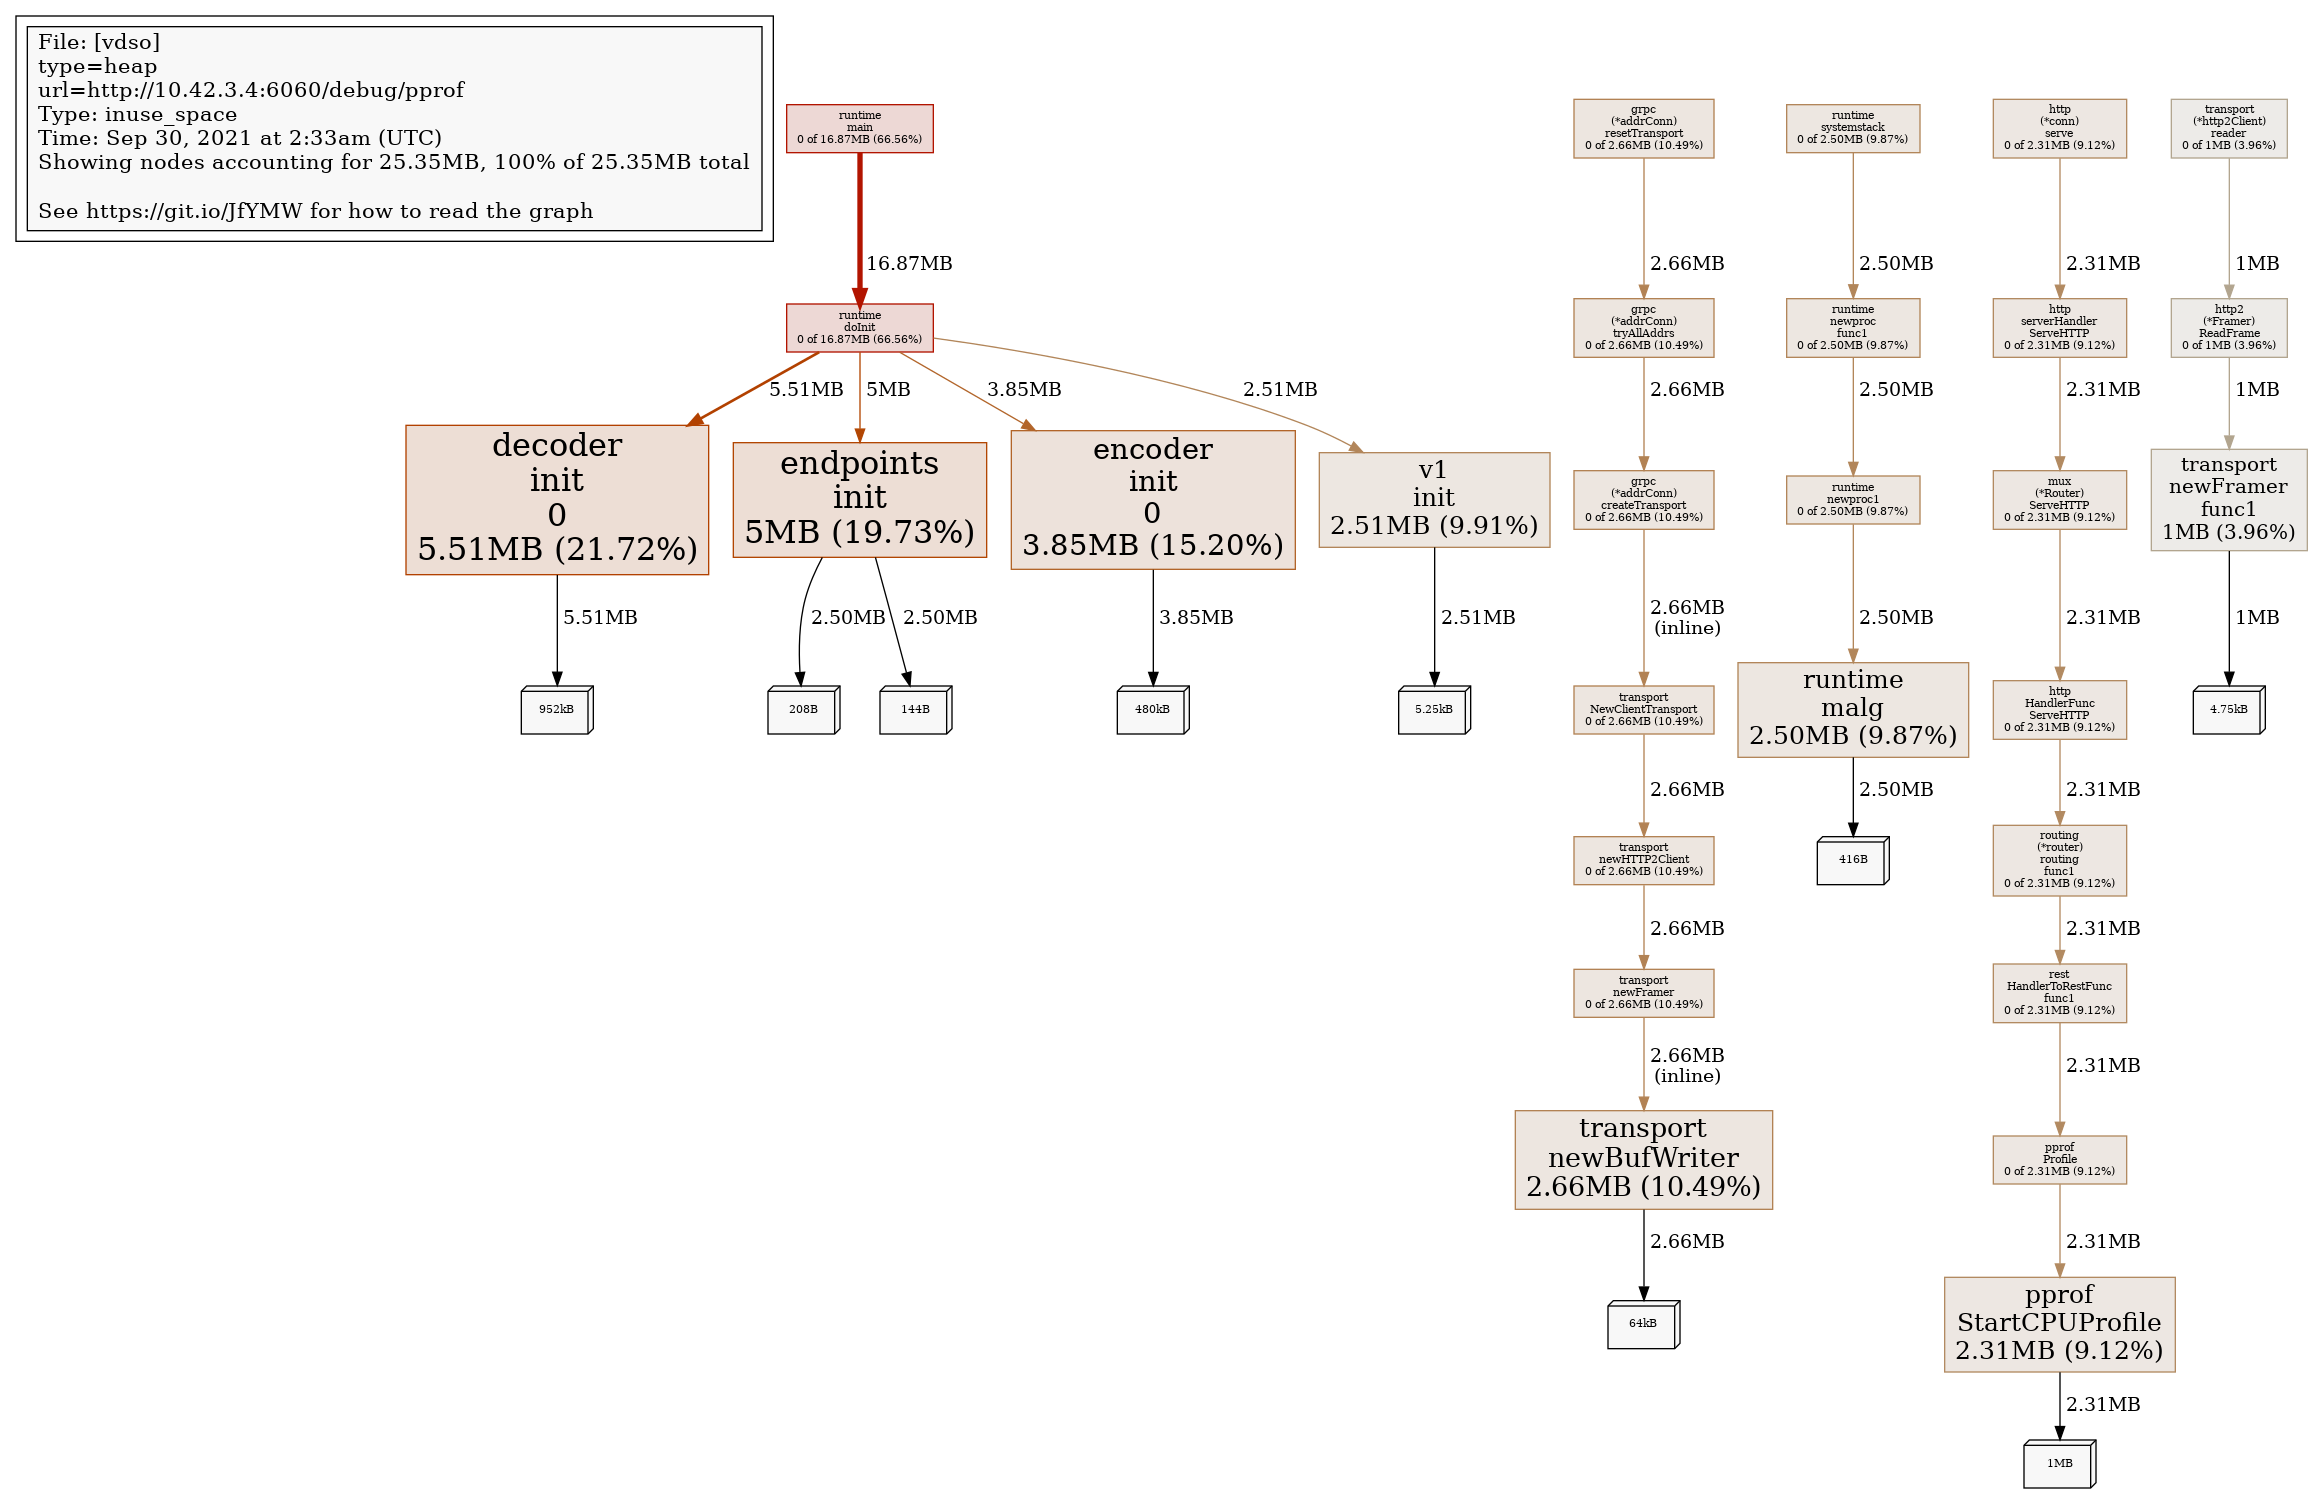 File: [vdso]
type=heap
url=http://10.42.3.4:6060/debug/pprof
Type: inuse_space
Time: Sep 30, 2021 at 2:33am (UTC)
Showing nodes accounting for 25.35MB, 100% of 25.35MB total
See https://git.io/JfYMW for how to read the graph
runtime
main
0 of 16.87MB (66.56%)
16.87MB
runtime
doInit
0 of 16.87MB (66.56%)
5.51MB
5MB
3.85MB
2.51MB
decoder
init
0
5.51MB (21.72%)
5.51MB
952kB
endpoints
init
5MB (19.73%)
2.50MB
2.50MB
208B
144B
encoder
init
0
3.85MB (15.20%)
3.85MB
480kB
v1
init
2.51MB (9.91%)
2.51MB
5.25kB
grpc
(*addrConn)
resetTransport
0 of 2.66MB (10.49%)
2.66MB
grpc
(*addrConn)
tryAllAddrs
0 of 2.66MB (10.49%)
2.66MB
grpc
(*addrConn)
createTransport
0 of 2.66MB (10.49%)
2.66MB
(inline)
transport
NewClientTransport
0 of 2.66MB (10.49%)
2.66MB
transport
newHTTP2Client
0 of 2.66MB (10.49%)
2.66MB
transport
newFramer
0 of 2.66MB (10.49%)
2.66MB
(inline)
transport
newBufWriter
2.66MB (10.49%)
2.66MB
64kB
runtime
systemstack
0 of 2.50MB (9.87%)
2.50MB
runtime
newproc
func1
0 of 2.50MB (9.87%)
2.50MB
runtime
newproc1
0 of 2.50MB (9.87%)
2.50MB
runtime
malg
2.50MB (9.87%)
2.50MB
416B
http
(*conn)
serve
0 of 2.31MB (9.12%)
2.31MB
http
serverHandler
ServeHTTP
0 of 2.31MB (9.12%)
2.31MB
mux
(*Router)
ServeHTTP
0 of 2.31MB (9.12%)
2.31MB
http
HandlerFunc
ServeHTTP
0 of 2.31MB (9.12%)
2.31MB
routing
(*router)
routing
func1
0 of 2.31MB (9.12%)
2.31MB
rest
HandlerToRestFunc
func1
0 of 2.31MB (9.12%)
2.31MB
pprof
Profile
0 of 2.31MB (9.12%)
2.31MB
pprof
StartCPUProfile
2.31MB (9.12%)
2.31MB
1MB
transport
(*http2Client)
reader
0 of 1MB (3.96%)
1MB
http2
(*Framer)
ReadFrame
0 of 1MB (3.96%)
1MB
transport
newFramer
func1
1MB (3.96%)
1MB
4.75kB